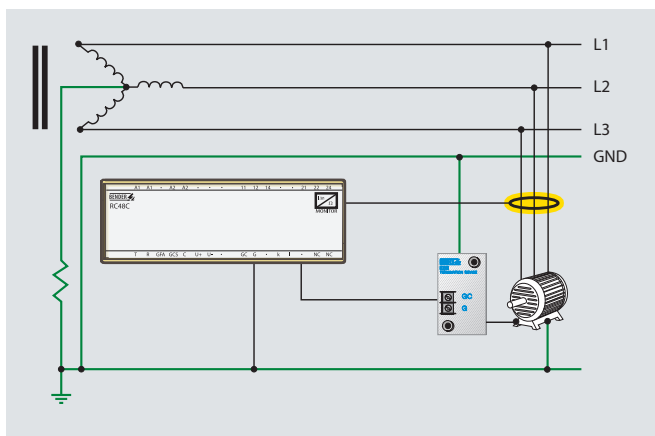 L1
L2
L3
GND
A1 A1 · A2 A2 · · · 11 12 14 · · 21 22 24
BENDER
RC48C
MONITOR
T R GFA GCS C U+ U- · GC G · k l · NC NC
GC
G